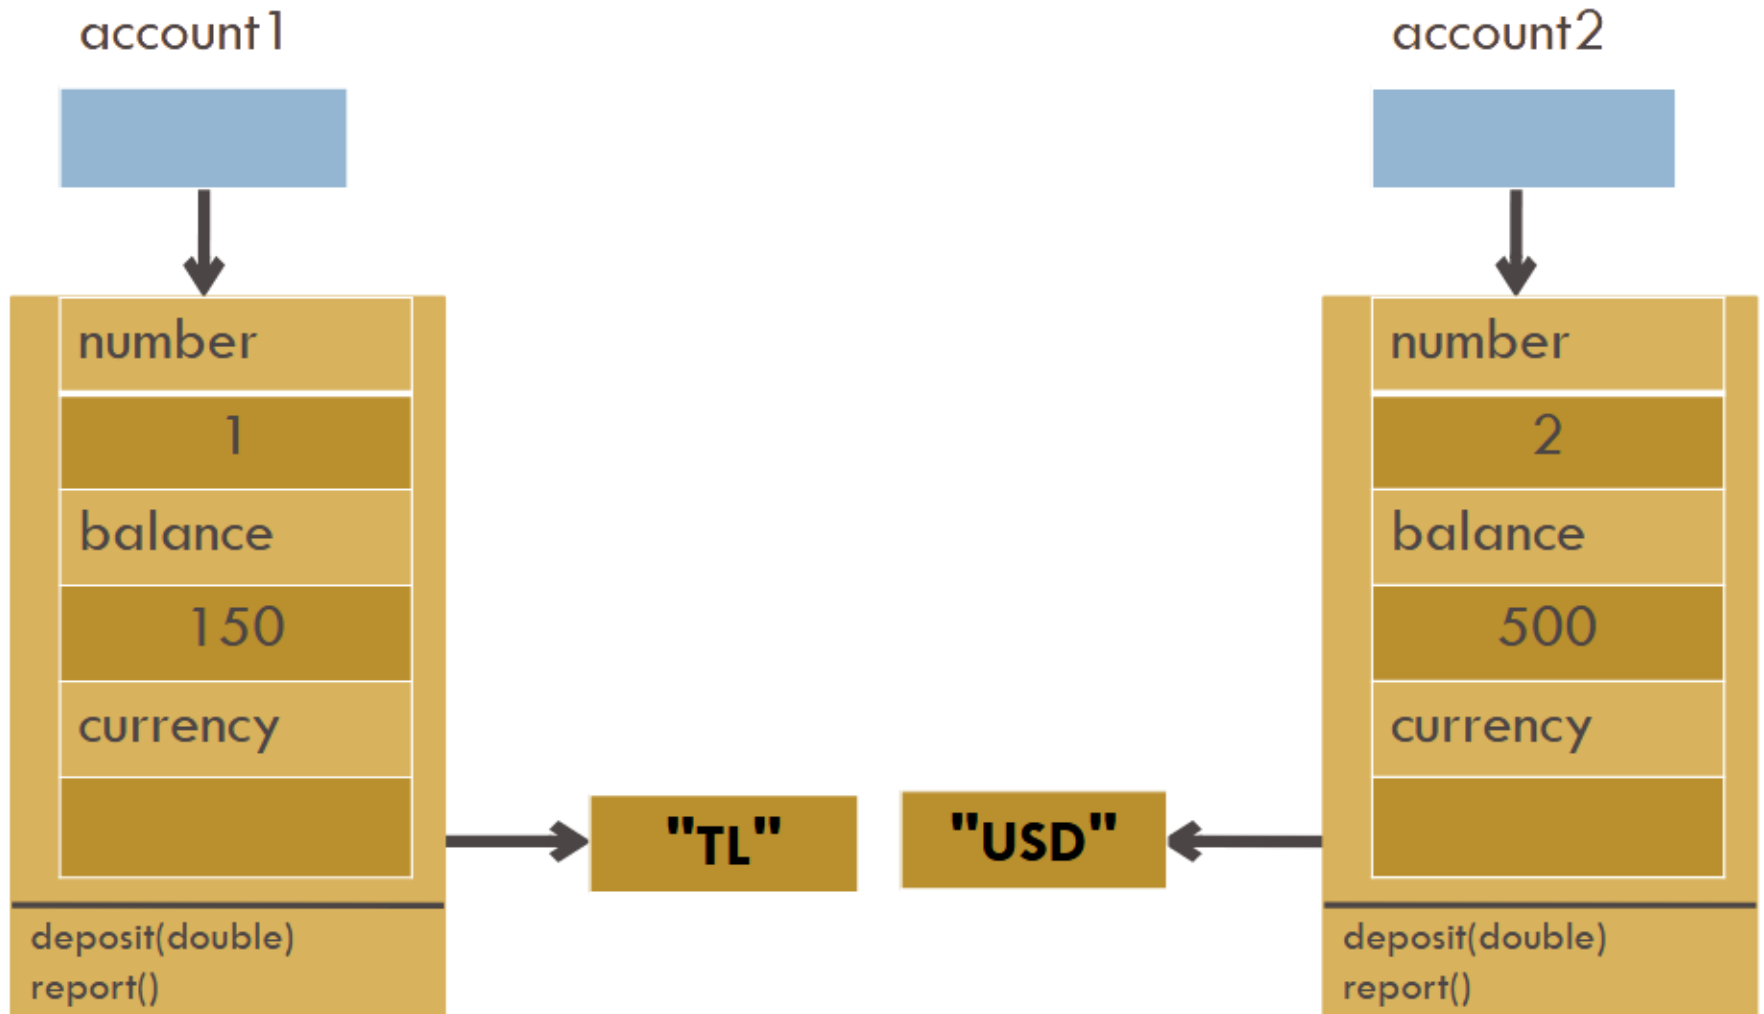 account1
number
1
balance
150
currency
"TL"
deposit(double)
report()
account2
number
2
balance
500
currency
"USD"
deposit(double)
report()